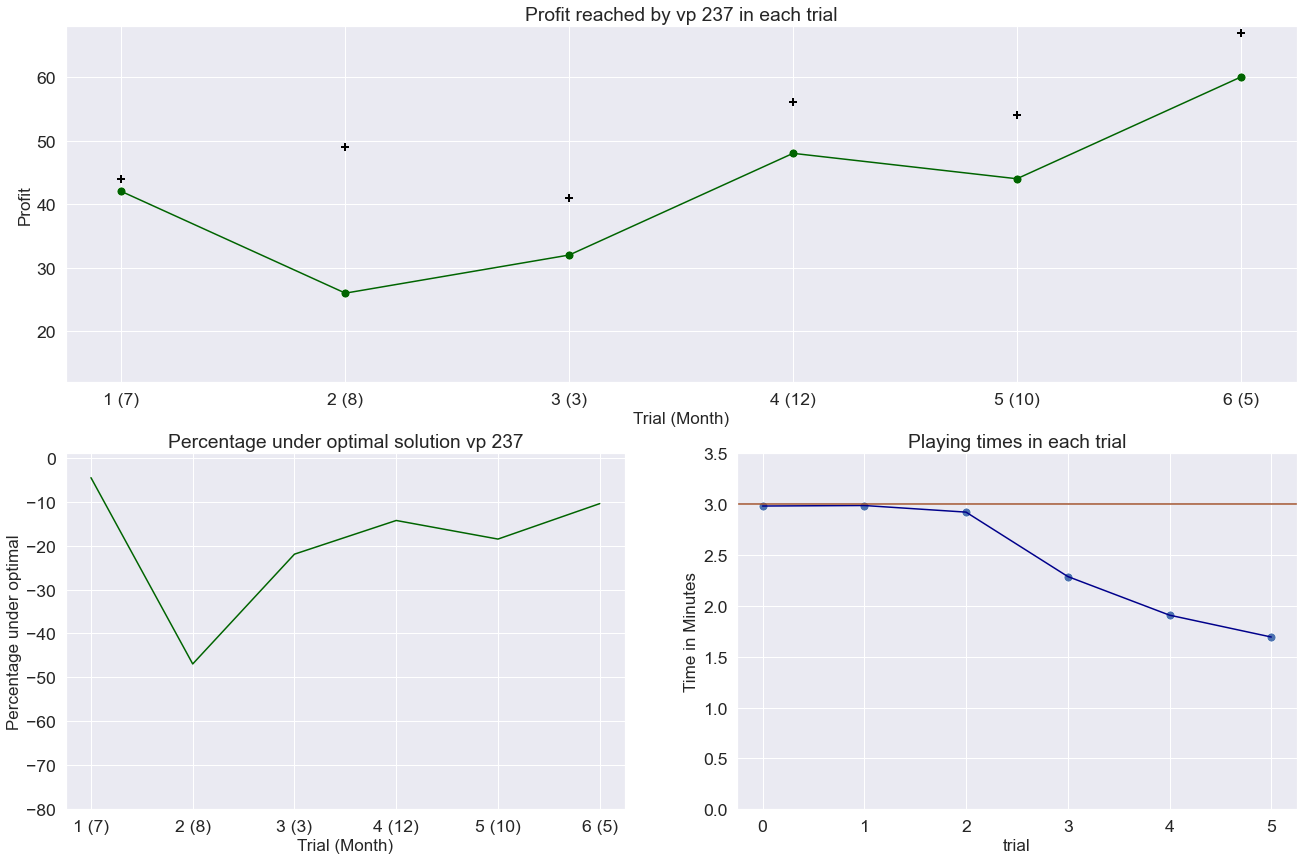 Profit reached by vp 237 in each trial
Profit
60
50
40
30
20
1 (7) 2 (8) 3 (3) 4 (12) 5 (10) 6 (5)
Trial (Month)
Percentage under optimal solution vp 237
Percentage under optimal
0
−10
−20
−30
−40
−50
−60
−70
−80
1 (7) 2 (8) 3 (3) 4 (12) 5 (10) 6 (5)
Trial (Month)
Playing times in each trial
Time in Minutes
3.5
3.0
2.5
2.0
1.5
1.0
0.5
0.0
0 1 2 3 4 5
trial